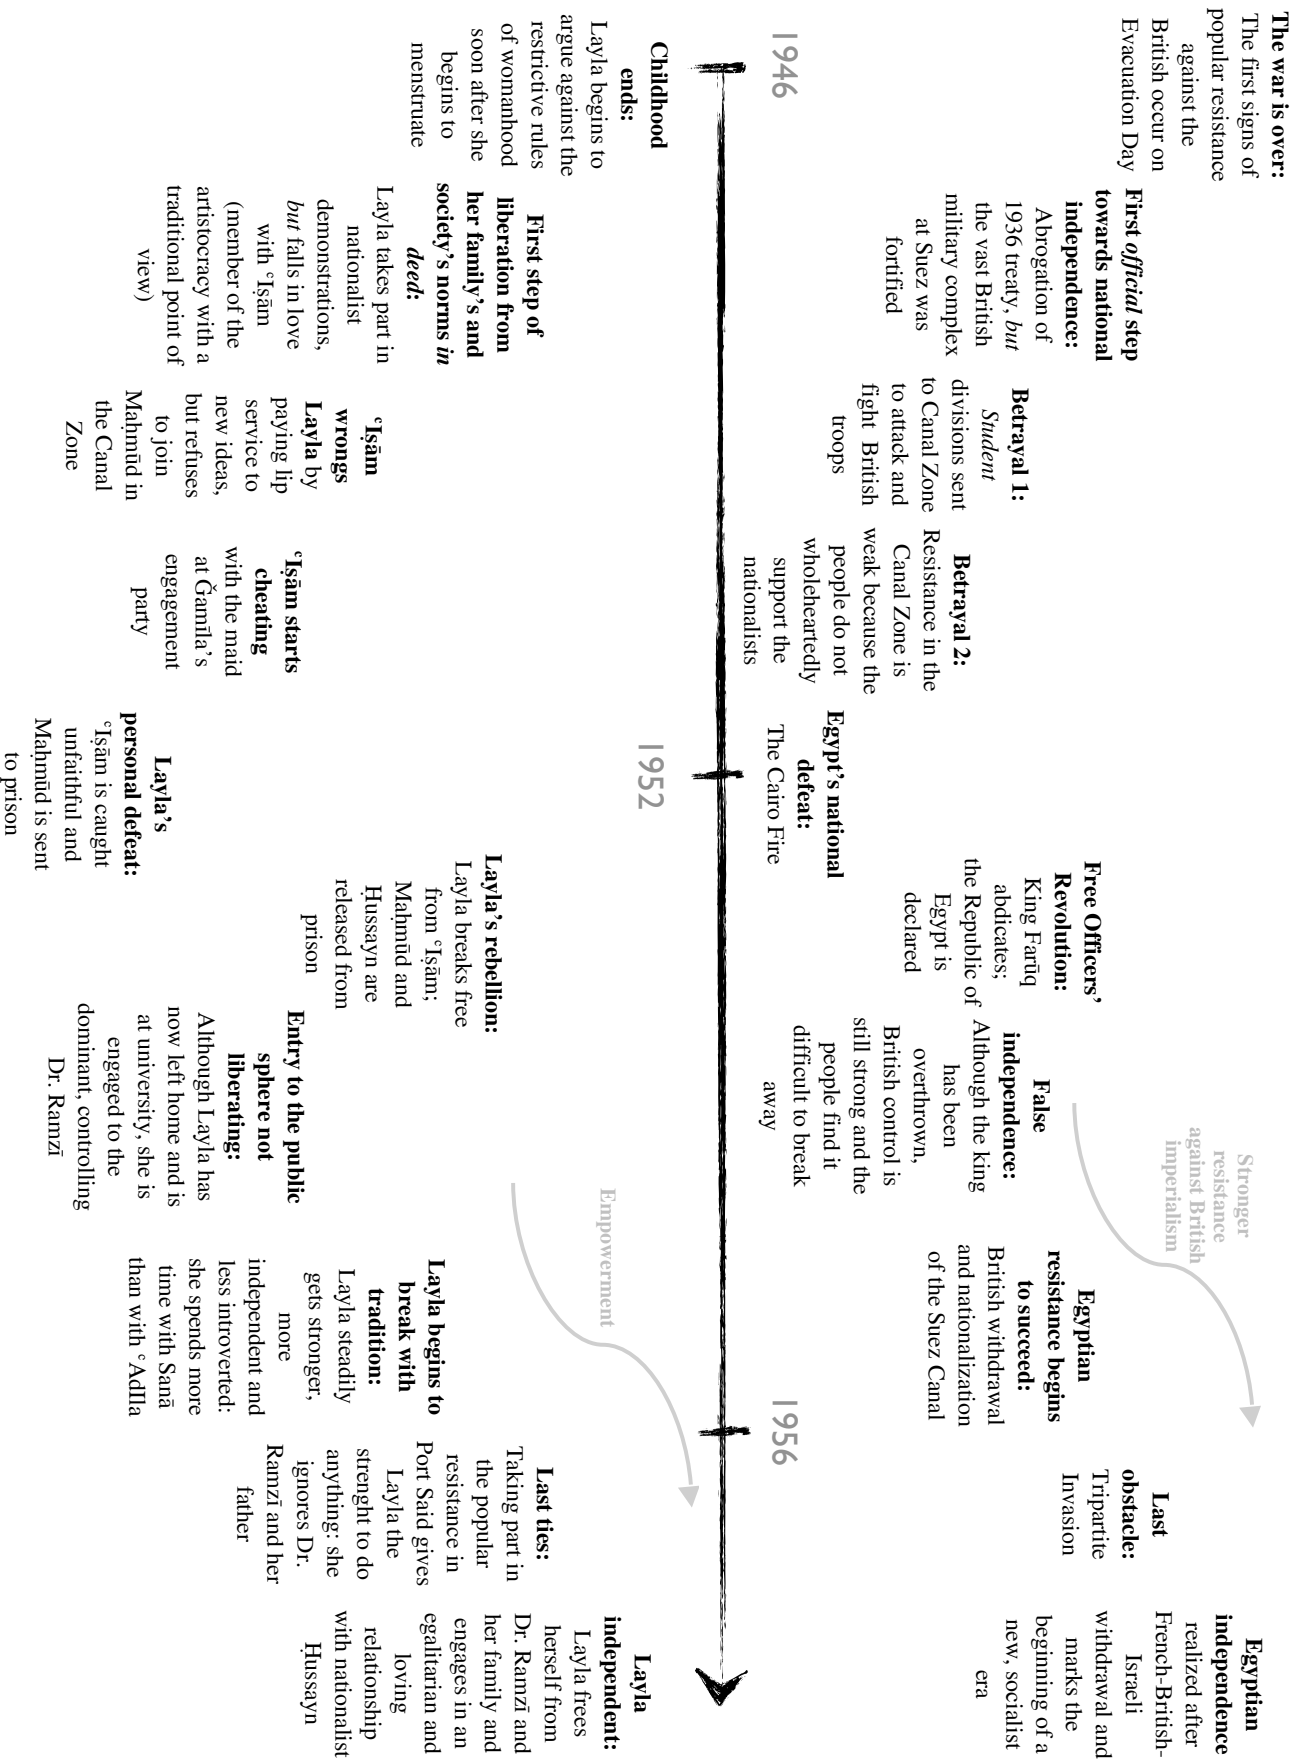 The war is over:
The first signs of
popular resistance
against the
British occur on
Evacuation Day
First official step
towards national
independence:
Abrogation of
1936 treaty, but
the vast British
military complex
at Suez was
fortified
Betrayal 1:
Student
divisions sent
to Canal Zone
to attack and
fight British
troops
Betrayal 2:
Resistance in the
Canal Zone is
weak because the
people do not
wholeheartedly
support the
nationalists
Egypt's national
defeat:
The Cairo Fire
Free Officers'
Revolution:
King Farūq
abdicates;
the Republic of
Egypt is
declared
False
independence:
Although the king
has been
overthrown,
British control is
still strong and the
people find it
difficult to break
away
Stronger
resistance
against British
imperialism
Egyptian
resistance begins
to succeed:
British withdrawal
and nationalization
of the Suez Canal
Last
obstacle:
Tripartite
Invasion
Egyptian
independence
realized after
French-British-
Israeli
withdrawal and
marks the
beginning of a
new, socialist
era
1946
1952
1956
Childhood
ends:
Layla begins to
argue against the
restrictive rules
of womanhood
soon after she
begins to
menstruate
First step of
liberation from
her family's and
society's norms in
deed:
Layla takes part in
nationalist
demonstrations,
but falls in love
with ʿIṣām
(member of the
artistocracy with a
traditional point of
view)
ʿIṣām
wrongs
Layla by
paying lip
service to
new ideas,
but refuses
to join
Maḥmūd in
the Canal
Zone
ʿIṣām starts
cheating
with the maid
at Ǧamīla's
engagement
party
Layla's
personal defeat:
ʿIṣām is caught
unfaithful and
Maḥmūd is sent
to prison
Layla's rebellion:
Layla breaks free
from ʿIṣām;
Maḥmūd and
Ḥussayn are
released from
prison
Entry to the public
sphere not
liberating:
Although Layla has
now left home and is
at university, she is
engaged to the
dominant, controlling
Dr. Ramzī
Empowerment
Layla begins to
break with
tradition:
Layla steadily
gets stronger,
more
independent and
less introverted:
she spends more
time with Sanā
than with ʿAdIla
Last ties:
Taking part in
the popular
resistance in
Port Said gives
Layla the
strenght to do
anything: she
ignores Dr.
Ramzī and her
father
Layla
independent:
Layla frees
herself from
Dr. Ramzī and
her family and
engages in an
egalitarian and
loving
relationship
with nationalist
Ḥussayn